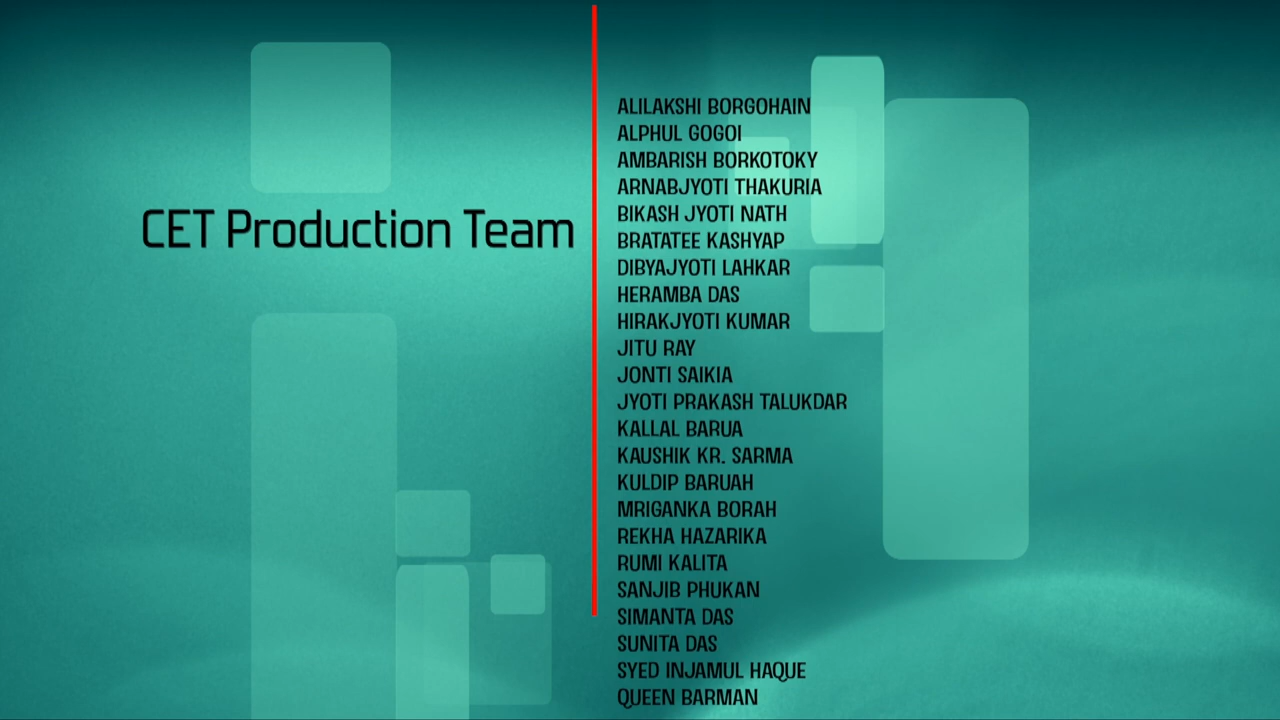 CET Production Team
ALILAKSHI BORGOHAIN
ALPHUL GOGOI
AMBARISH BORKOTOKY
ARNABJYOTI THAKURIA
BIKASH JYOTI NATH
BRATATEE KASHYAP
DIBYAJYOTI LAHKAR
HERAMBA DAS
HIRAKJYOTI KUMAR
JITU RAY
JONTI SAIKIA
JYOTI PRAKASH TALUKDAR
KALLAL BARUA
KAUSHIK KR. SARMA
KULDIP BARUAH
MRIGANKA BORAH
REKHA HAZARIKA
RUMI KALITA
SANJIB PHUKAN
SIMANTA DAS
SUNITA DAS
SYED INJAMUL HAQUE
QUEEN BARMAN